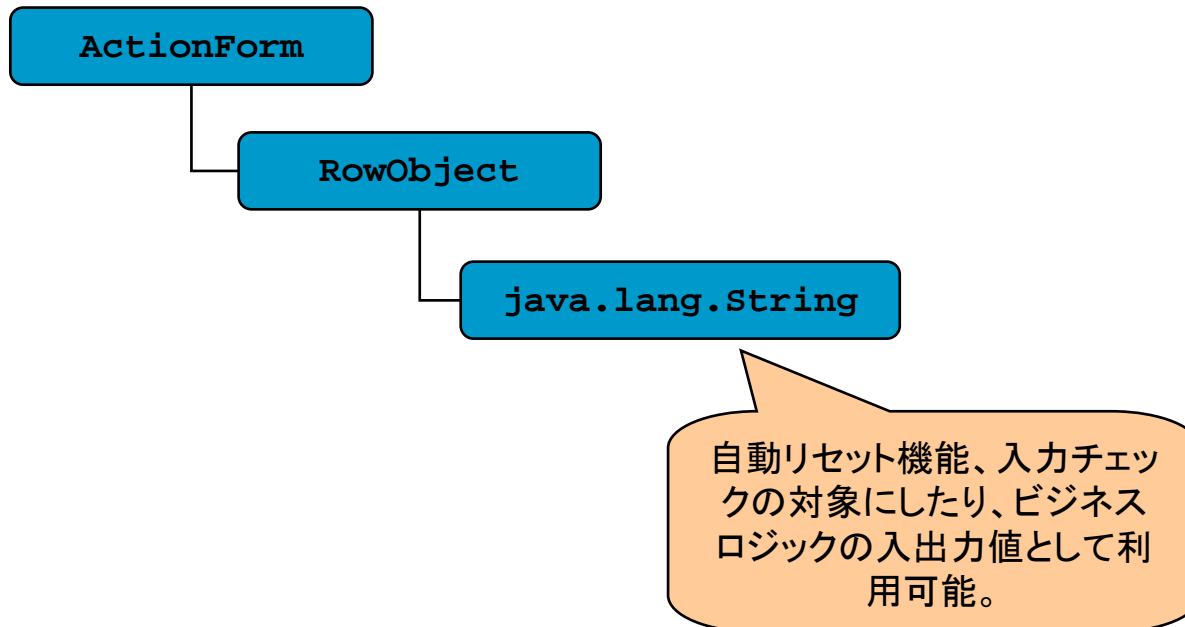 ActionForm
RowObject
java.lang.String
自動リセット機能、入力チェッ
クの対象にしたり、ビジネス
ロジックの入出力値として利
用可能。